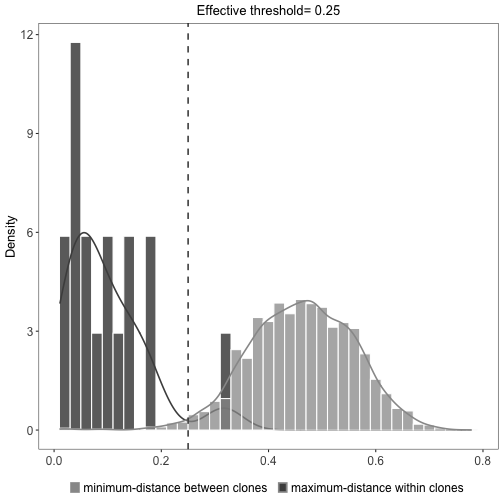 Effective threshold= 0.25
12
9
6
3
0
Density
0.0 0.2 0.4 0.6 0.8
minimum-distance between clones maximum-distance within clones